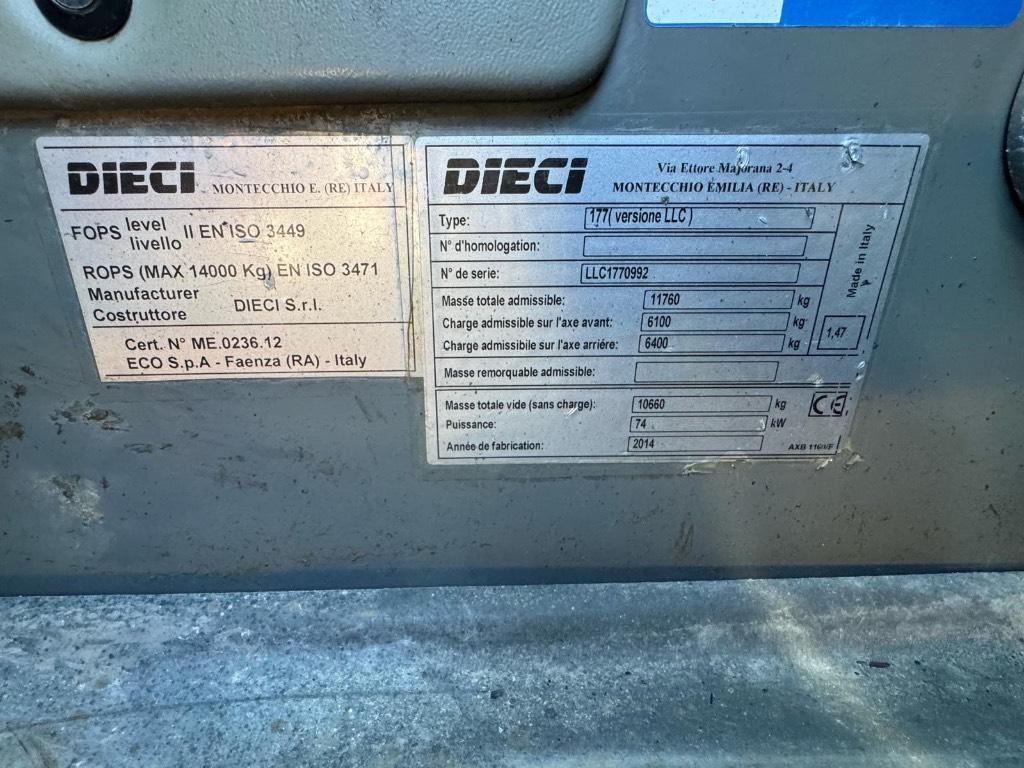 DIECI MONTECCHIO E. (RE) ITALY
FOPS level livello II EN ISO 3449
ROPS (MAX 14000 Kg) EN ISO 3471
Manufacturer
Costruttore DIECI S.r.l.
Cert. N° ME.0236.12
ECO S.p.A - Faenza (RA) - Italy
DIECI
Via Ettore Majorana 2-4
MONTECCHIO EMILIA (RE) - ITALY
Type: 177( versione LLC )
N° d'homologation:
N° de serie: LLC1770992
Masse totale admissible: 11760 kg
Charge admissible sur l'axe avant: 6100 kg
Charge admissibile sur l'axe arriére: 6400 kg
Masse remorquable admissible:
Made in Italy
1,47
Masse totale vide (sans charge): 10660 kg
Puissance: 74 kW
Année de fabrication: 2014
CE
AXB